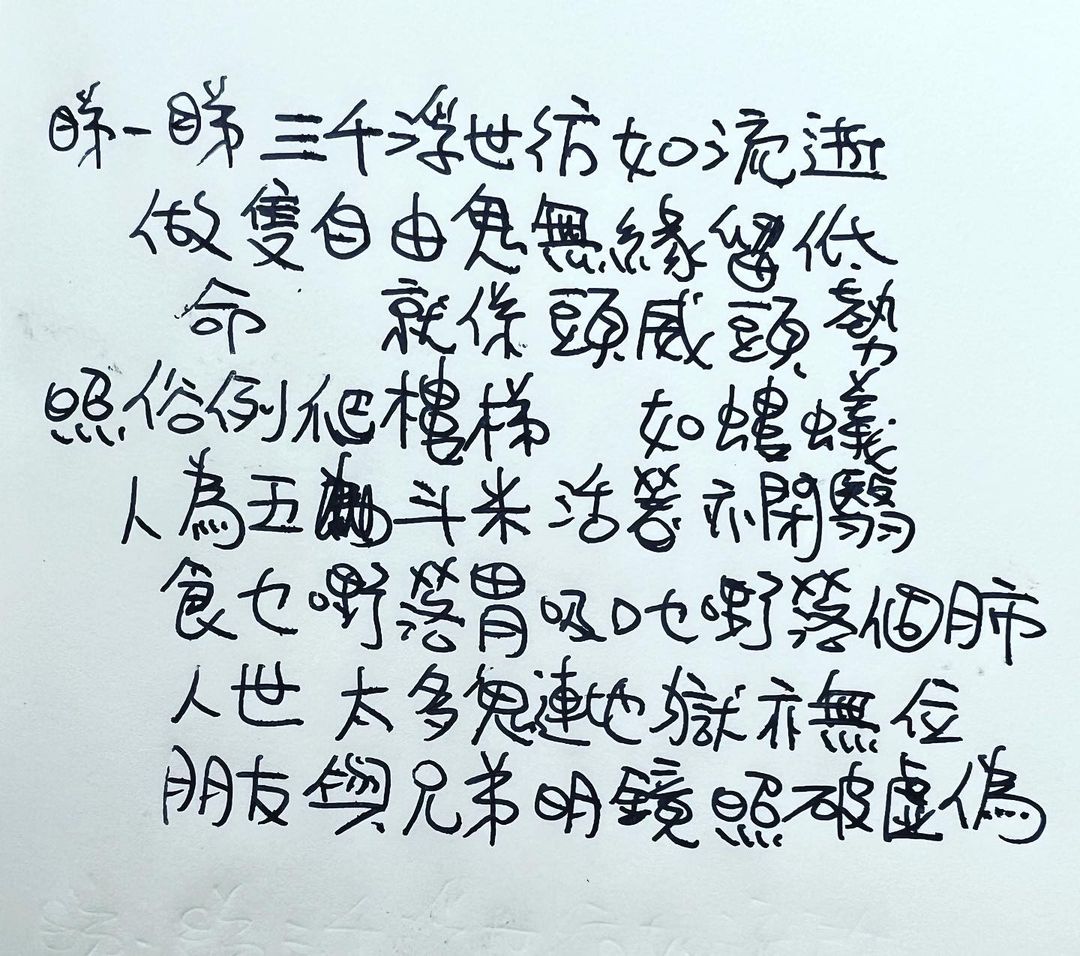 睇一睇三千浮世彷如流逝
做隻自由鬼無緣留低
命 就係頭威頭勢
照俗例爬樓梯 如螻蟻
人為五斗米活營亦閉翳
食乜嘢落胃吸吔乜嘢落個肺
人世太多鬼連地獄亦無位
朋友與兄弟明鏡照破虛偽